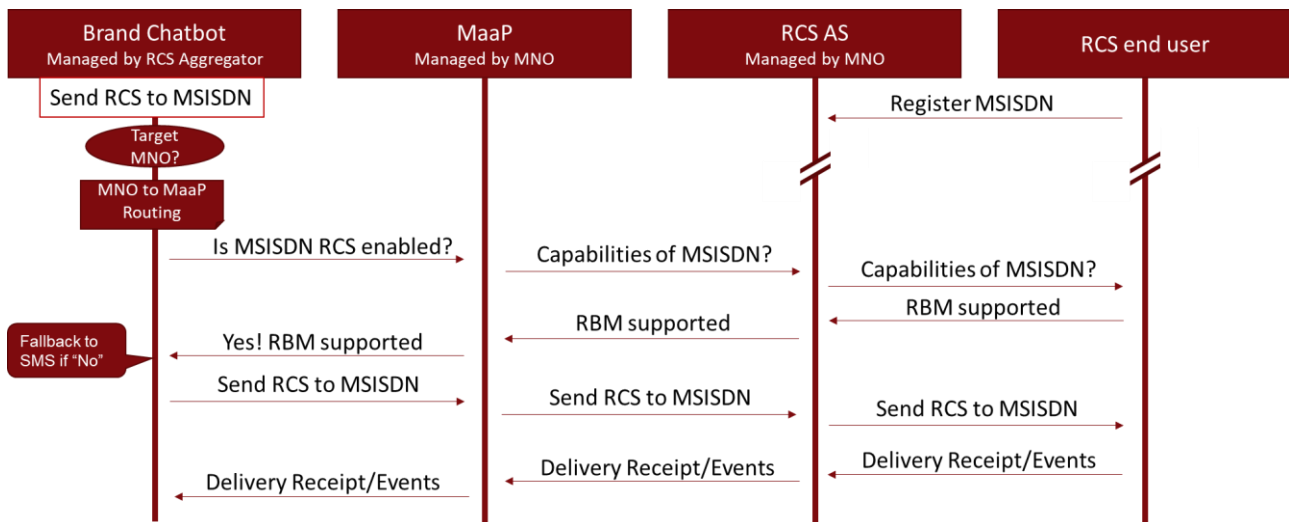 Brand Chatbot
Managed by RCS Aggregator
MaaP
Managed by MNO
RCS AS
Managed by MNO
RCS end user
Send RCS to MSISDN
Register MSISDN
Target
MNO?
MNO to MaaP
Routing
Is MSISDN RCS enabled?
Capabilities of MSISDN?
Capabilities of MSISDN?
RBM supported
RBM supported
Yes! RBM supported
Fallback to
SMS if “No”
Send RCS to MSISDN
Send RCS to MSISDN
Send RCS to MSISDN
Delivery Receipt/Events
Delivery Receipt/Events
Delivery Receipt/Events